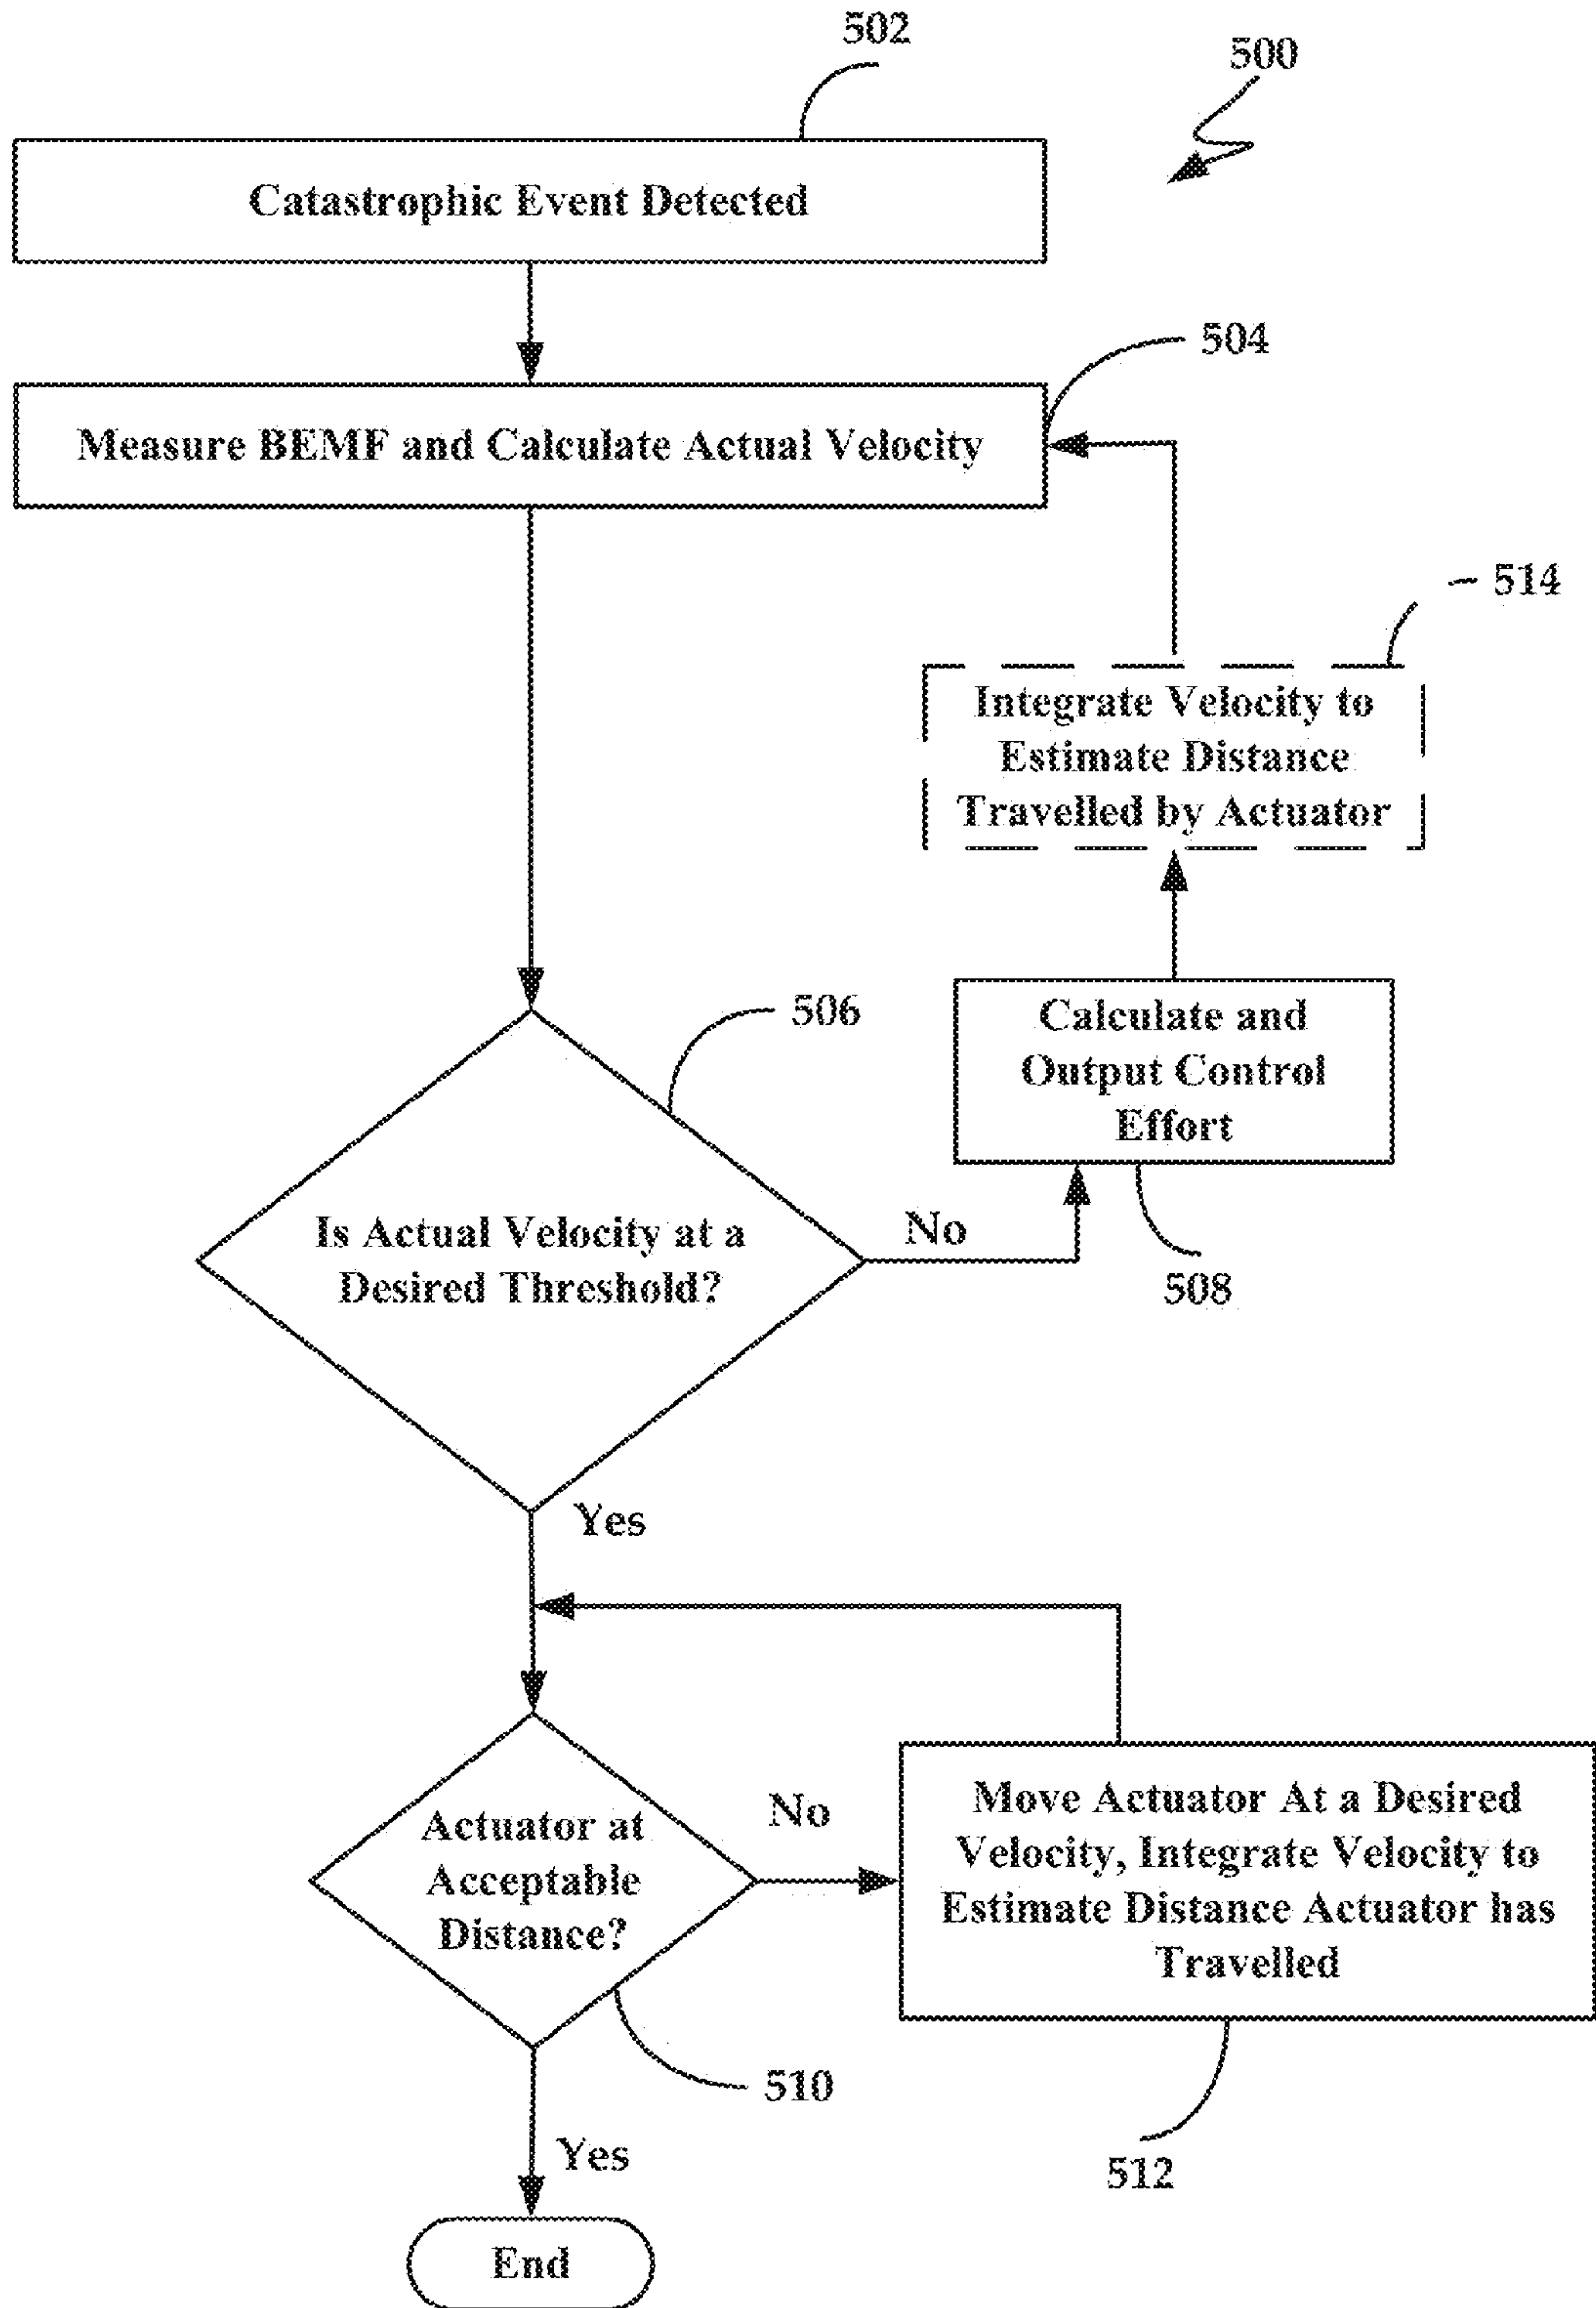 502
500
Catastrophic Event Detected
504
Measure BEMF and Calculate Actual Velocity
514
Integrate Velocity to
Estimate Distance
Travelled by Actuator
506
Calculate and
Output Control
Effort
Is Actual Velocity at a
Desired Threshold?
No
508
Yes
Actuator at
Acceptable
Distance?
No
Move Actuator At a Desired
Velocity, Integrate Velocity to
Estimate Distance Actuator has
Travelled
510
Yes
512
End